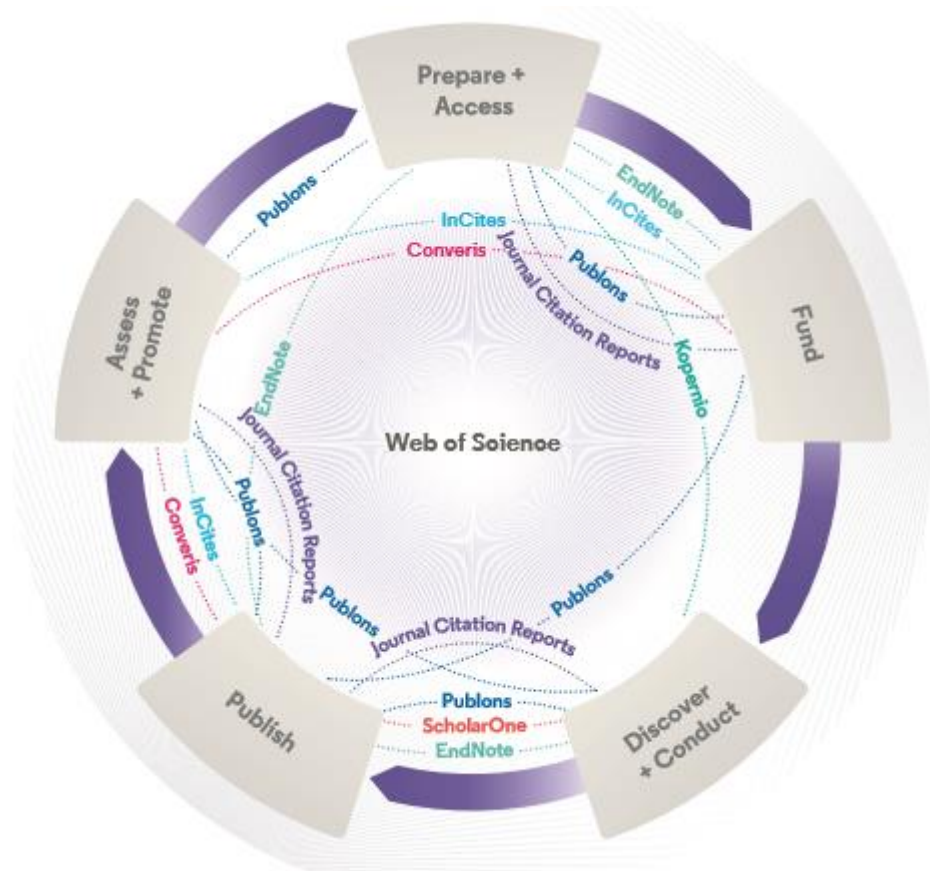 Prepare +
Access
EndNote
InCites
Publons
InCites
Converis
Publons
Journal Citation Reports
Assess
+ Promote
Fund
Kopernio
EndNote
Web of Science
Journal Citation Reports
Publons
InCites
Converis
Publons
Publons
Journal Citation Reports
Publish
Publons
ScholarOne
EndNote
Discover
+ Conduct